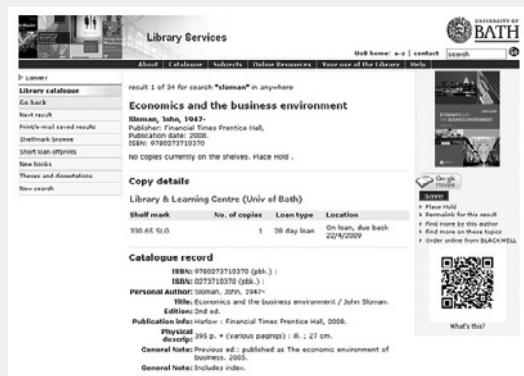 Library Services
UNIVERSITY OF
BATH
UoB home: a-z | contact
search
About | Catalogue | Subjects | Online Resources | Your use of the Library | Help
Library
Library catalogue
Go back
Next result
Print/e-mail saved results
Shelfmark browse
Short loan offprints
New books
Theses and dissertations
New search
result 1 of 34 for search "sloman" in anywhere
Economics and the business environment
Sloman, John, 1947-
Publisher: Financial Times Prentice Hall,
Publication date: 2008.
ISBN: 9780273710370
No copies currently on the shelves. Place Hold .
Copy details
Library & Learning Centre (Univ of Bath)
Shelf mark No. of copies Loan type Location
330.65 SLO 1 28 day loan On loan, due back
22/4/2009
Catalogue record
ISBN: 9780273710370 (pbk.) :
ISBN: 0273710370 (pbk.) :
Personal Author: Sloman, John, 1947-
Title: Economics and the business environment / John Sloman.
Edition: 2nd ed.
Publication info: Harlow : Financial Times Prentice Hall, 2008.
Physical
descrip: 395 p. + (various pagings) : ill. ; 27
cm.
General Note: Previous ed.: published as The economic environment of
business. 2005.
General Note: Includes index.
Google
preview
SAVE
Place Hold
Permalink for this result
Find more by this author
Find more on these topics
Order online from BLACKWELL
What's this?